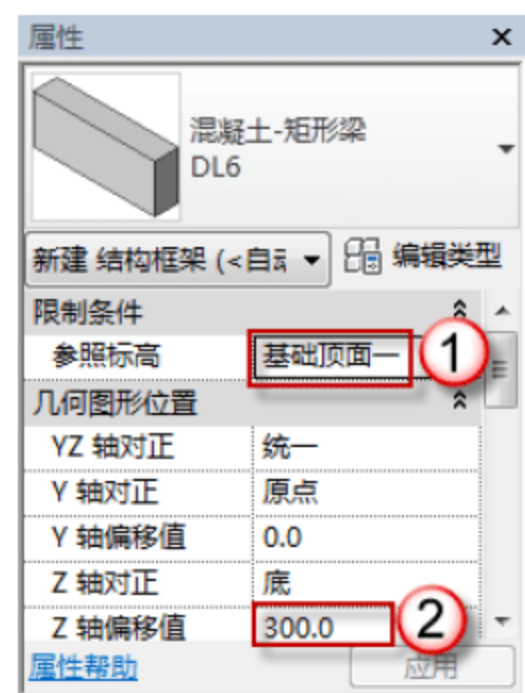 属性
混凝土-矩形梁
DL6
新建 结构框架 (<自
编辑类型
限制条件
参照标高 基础顶面一
1
几何图形位置
YZ 轴对正 统一
Y 轴对正 原点
Y 轴偏移值 0.0
Z 轴对正 底
Z 轴偏移值 300.0
2
属性帮助 应用